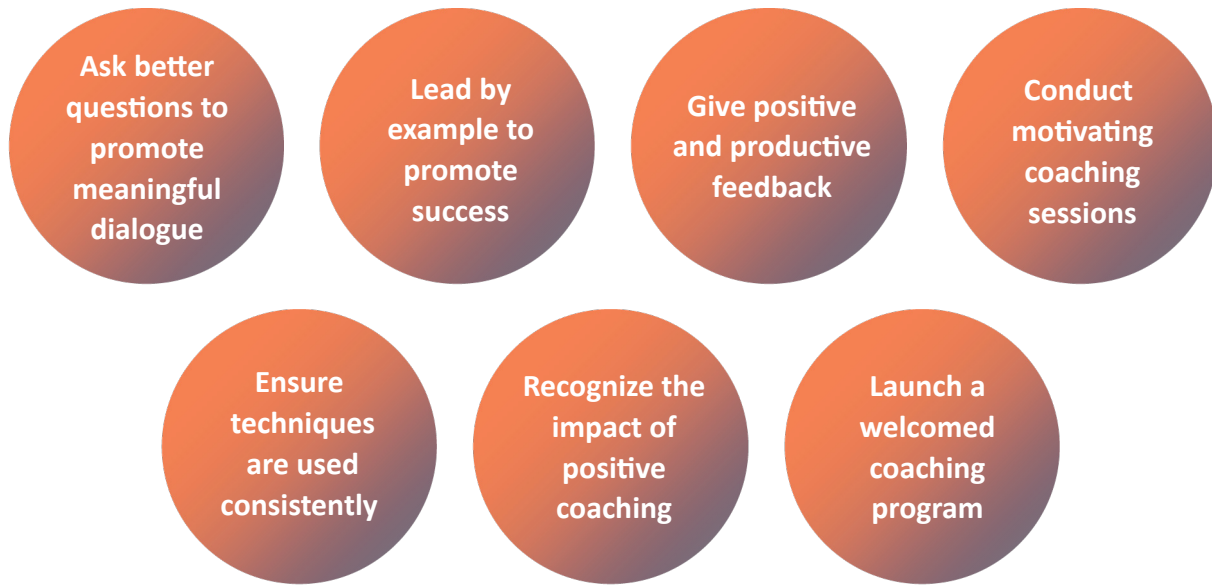 Ask better
questions to
promote
meaningful
dialogue
Lead by
example to
promote
success
Give positive
and productive
feedback
Conduct
motivating
coaching
sessions
Ensure
techniques
are used
consistently
Recognize the
impact of
positive
coaching
Launch a
welcomed
coaching
program